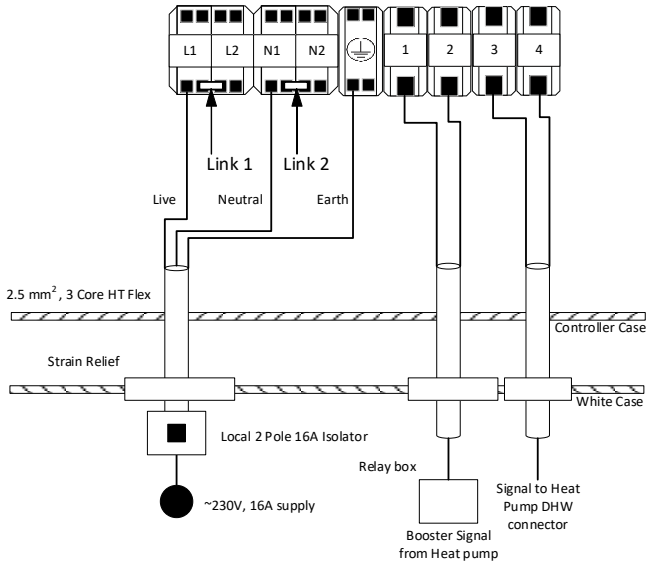 L1 L2 N1 N2 1 2 3 4
Link 1 Link 2
Live Neutral Earth
2.5 mm², 3 Core HT Flex
Controller Case
Strain Relief
White Case
Local 2 Pole 16A Isolator
Relay box
~230V, 16A supply
Signal to Heat
Pump DHW
connector
Booster Signal
from Heat pump